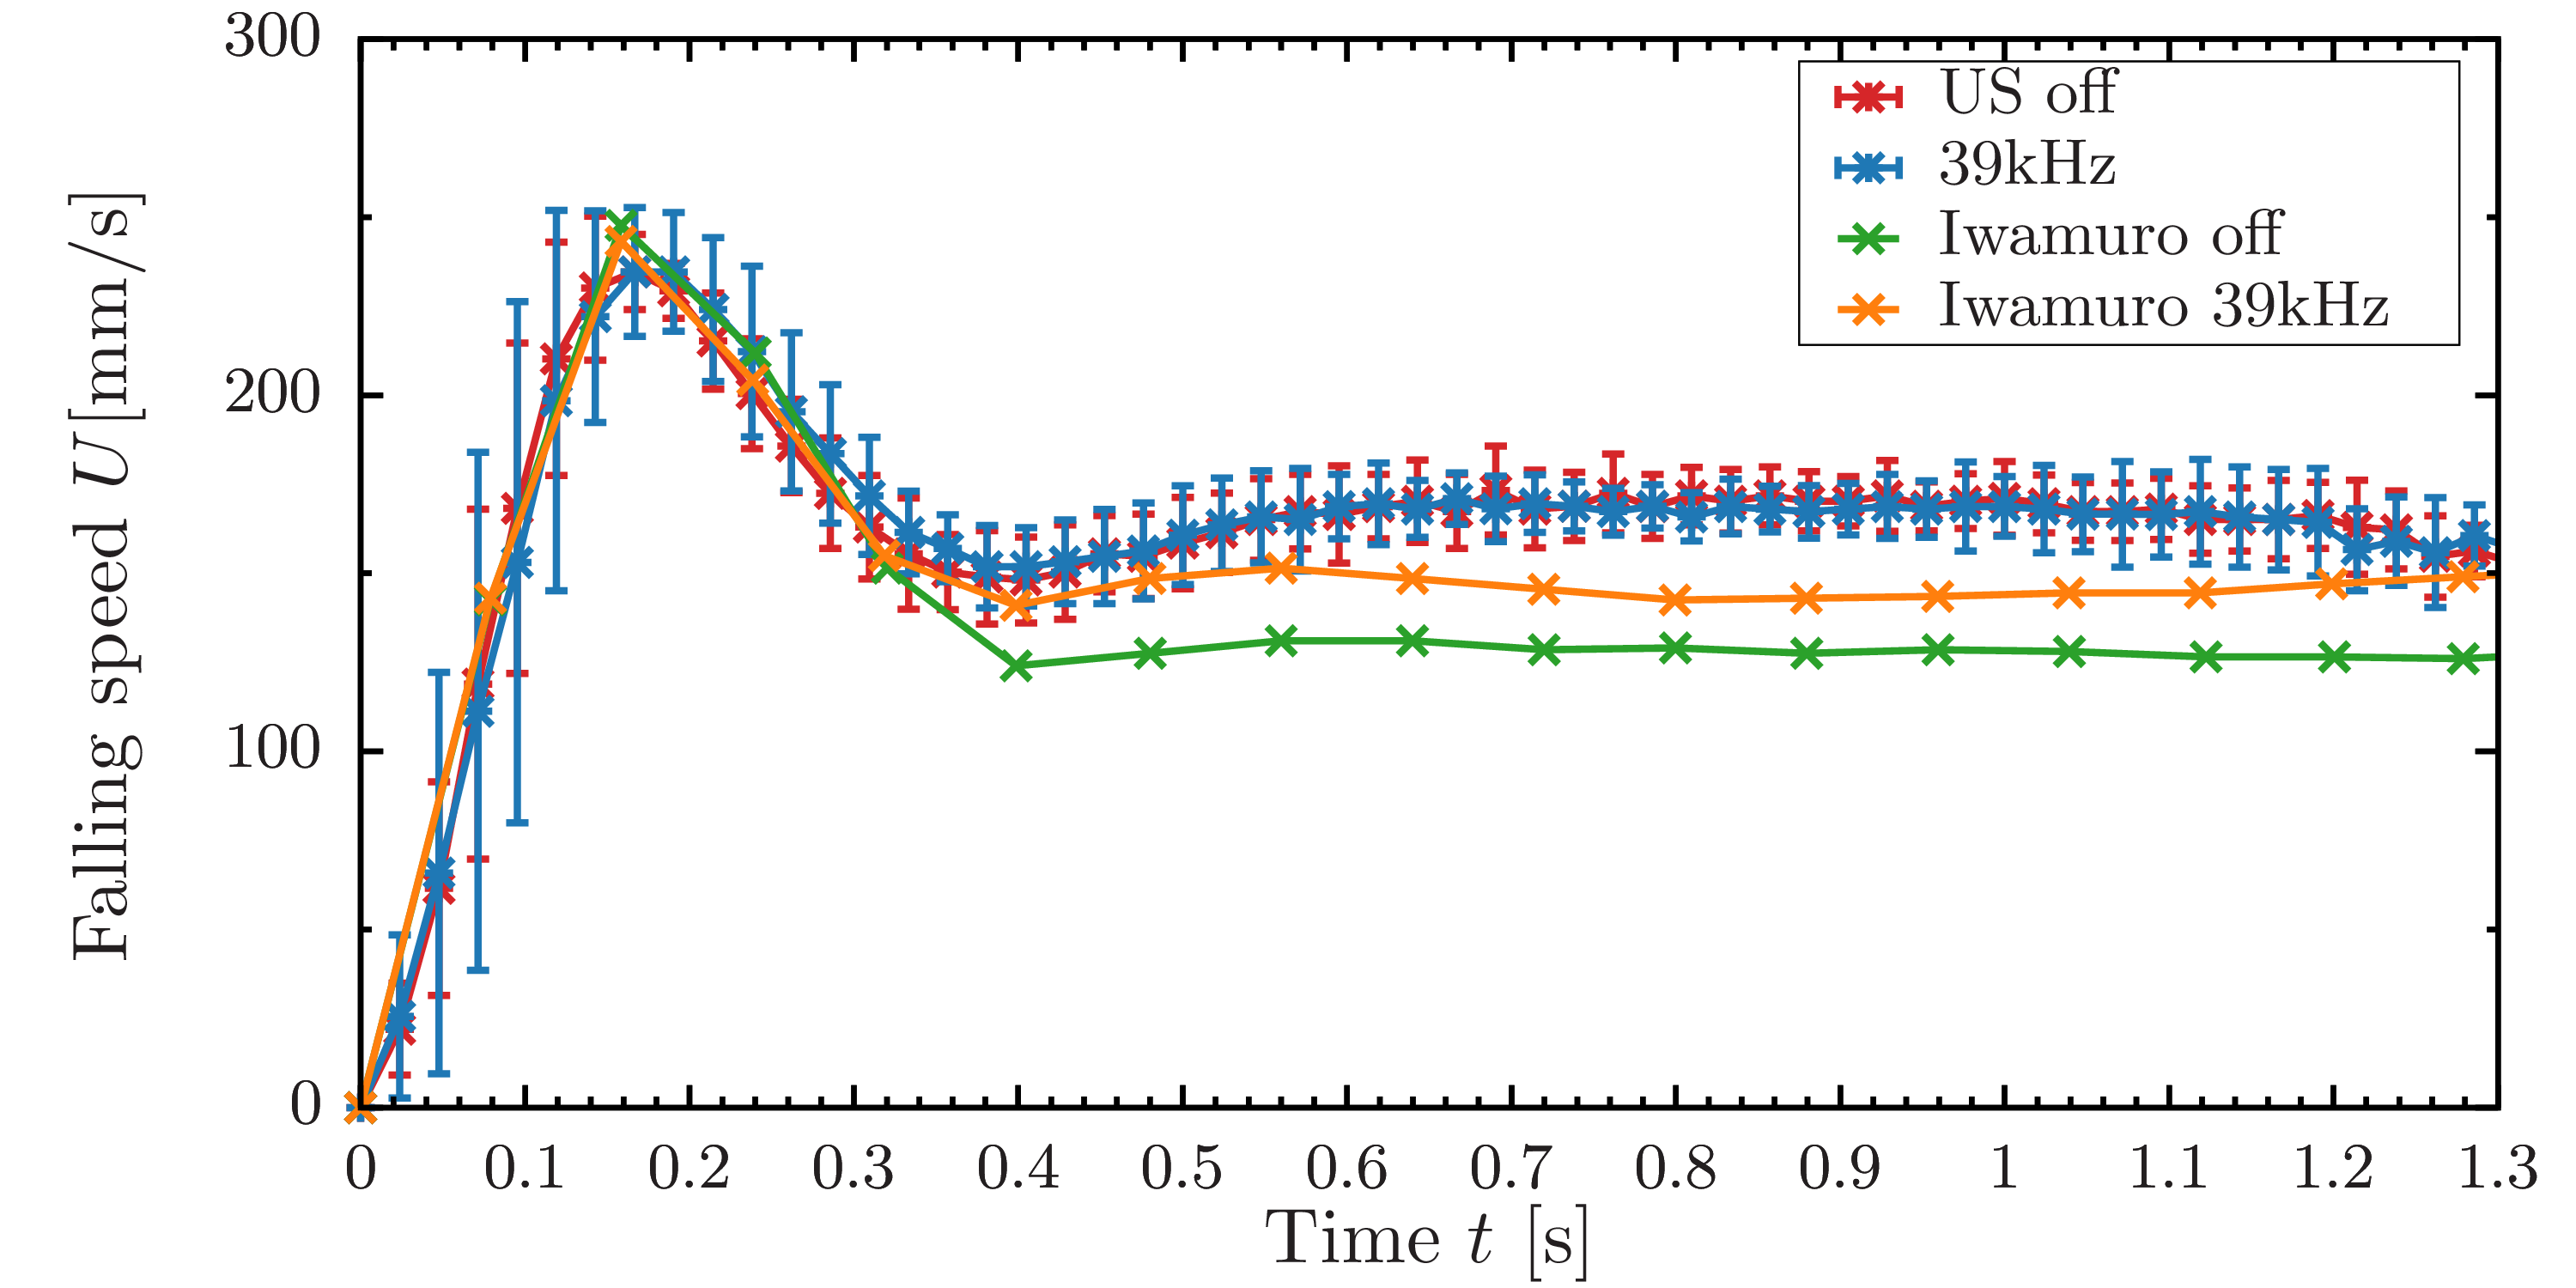 300
200
100
0
Falling speed U[mm/s]
US off
39kHz
Iwamuro off
Iwamuro 39kHz
0 0.1 0.2 0.3 0.4 0.5 0.6 0.7 0.8 0.9 1 1.1 1.2 1.3
Time t [s]